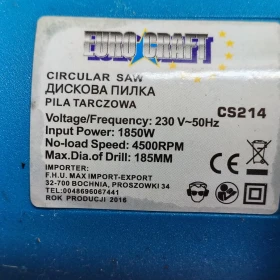 EURO CRAFT
CIRCULAR SAW
ДИСКОВА ПИЛКА
PILA TARCZOWA
CS214
Voltage/Frequency: 230 V~50Hz
Input Power: 1850W
No-load Speed: 4500RPM
Max.Dia.of Drill: 185MM
IMPORTER:
F.H.U. MAX IMPORT-EXPORT
32-700 BOCHNIA, PROSZOWKI 34
TEL:0048695067441
ROK PRODUCJI 2016